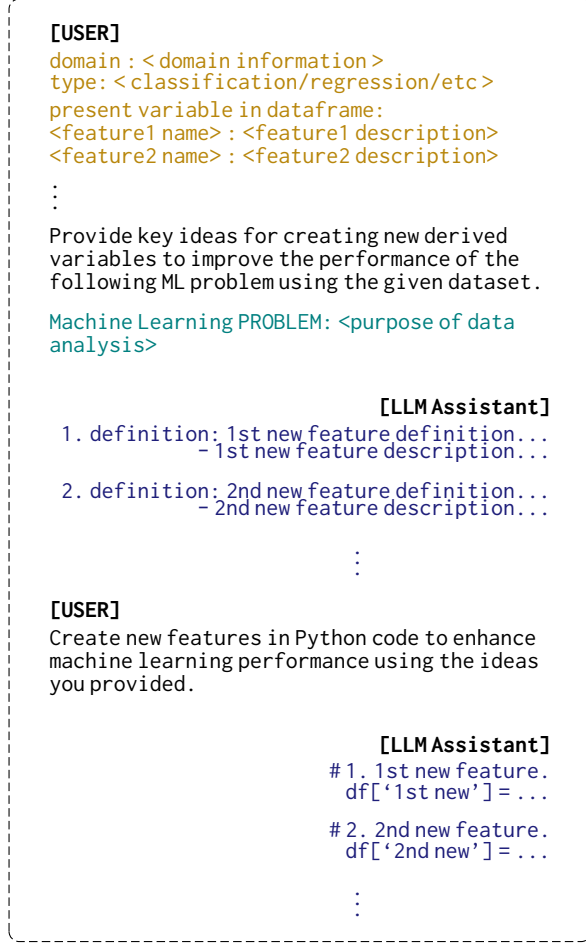 [USER]
domain : < domain information >
type: < classification/regression/etc >
present variable in dataframe:
<feature1 name> : <feature1 description>
<feature2 name> : <feature2 description>
⋮
Provide key ideas for creating new derived
variables to improve the performance of the
following ML problem using the given dataset.
Machine Learning PROBLEM: <purpose of data
analysis>
[LLM Assistant]
1. definition: 1st new feature definition...
- 1st new feature description...
2. definition: 2nd new feature definition...
- 2nd new feature description...
⋮
[USER]
Create new features in Python code to enhance
machine learning performance using the ideas
you provided.
[LLM Assistant]
# 1. 1st new feature.
df[‘1st new’] = ...
# 2. 2nd new feature.
df[‘2nd new’] = ...
⋮